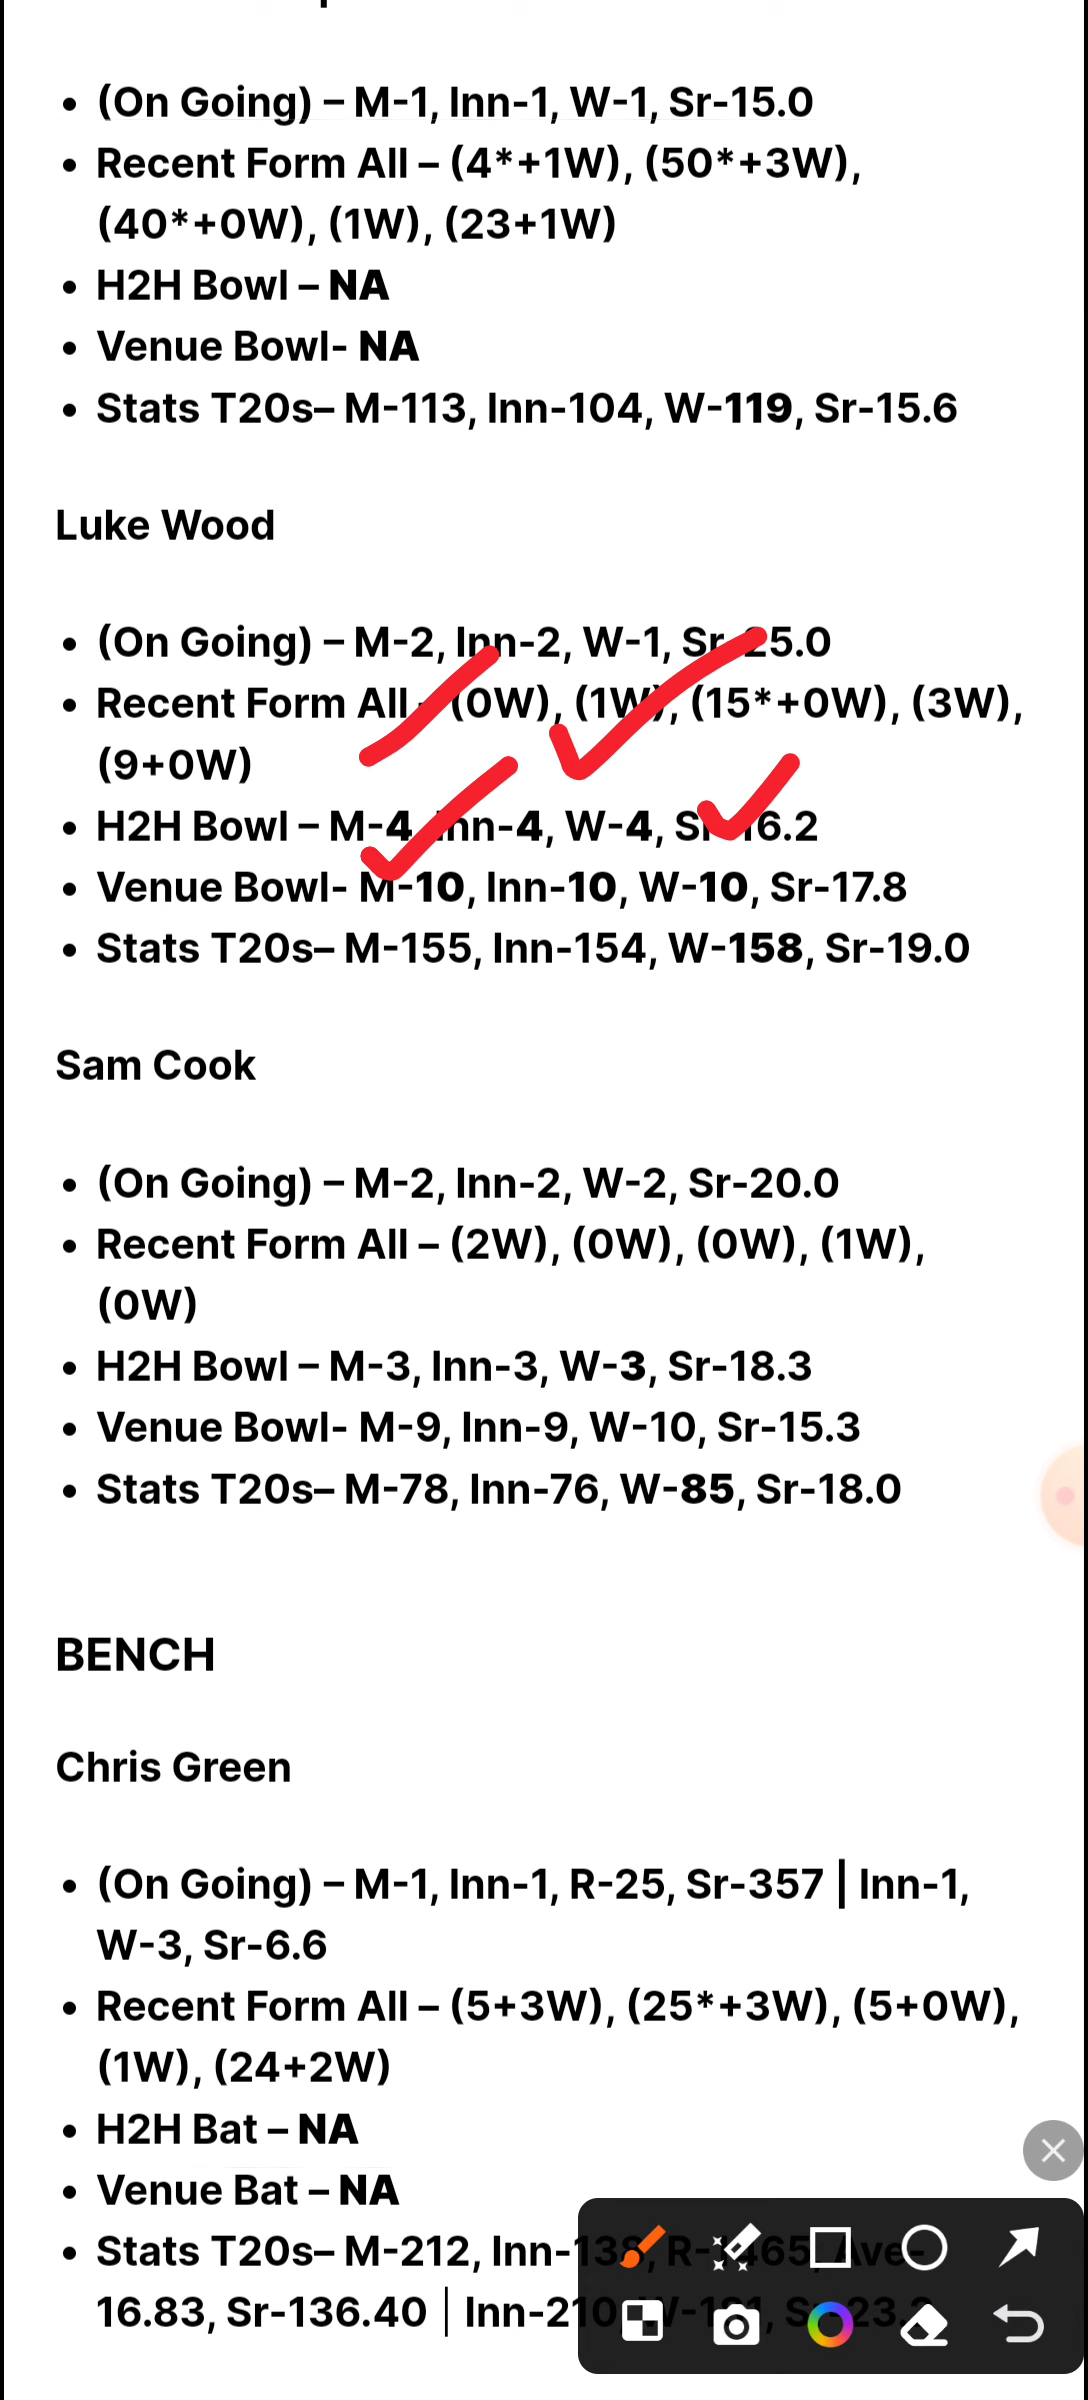 • (On Going) – M-1, Inn-1, W-1, Sr-15.0
• Recent Form All – (4*+1W), (50*+3W),
(40*+0W), (1W), (23+1W)
• H2H Bowl – NA
• Venue Bowl- NA
• Stats T20s– M-113, Inn-104, W-119, Sr-15.6
Luke Wood
• (On Going) – M-2, Inn-2, W-1, Sr-25.0
• Recent Form All – (0W), (1W), (15*+0W), (3W),
(9+0W)
• H2H Bowl – M-4, Inn-4, W-4, Sr-16.2
• Venue Bowl- M-10, Inn-10, W-10, Sr-17.8
• Stats T20s– M-155, Inn-154, W-158, Sr-19.0
Sam Cook
• (On Going) – M-2, Inn-2, W-2, Sr-20.0
• Recent Form All – (2W), (0W), (0W), (1W),
(0W)
• H2H Bowl – M-3, Inn-3, W-3, Sr-18.3
• Venue Bowl- M-9, Inn-9, W-10, Sr-15.3
• Stats T20s– M-78, Inn-76, W-85, Sr-18.0
BENCH
Chris Green
• (On Going) – M-1, Inn-1, R-25, Sr-357 | Inn-1,
W-3, Sr-6.6
• Recent Form All – (5+3W), (25*+3W), (5+0W),
(1W), (24+2W)
• H2H Bat – NA
• Venue Bat – NA
• Stats T20s– M-212, Inn-138, Ave-
16.83, Sr-136.40 | Inn-210,